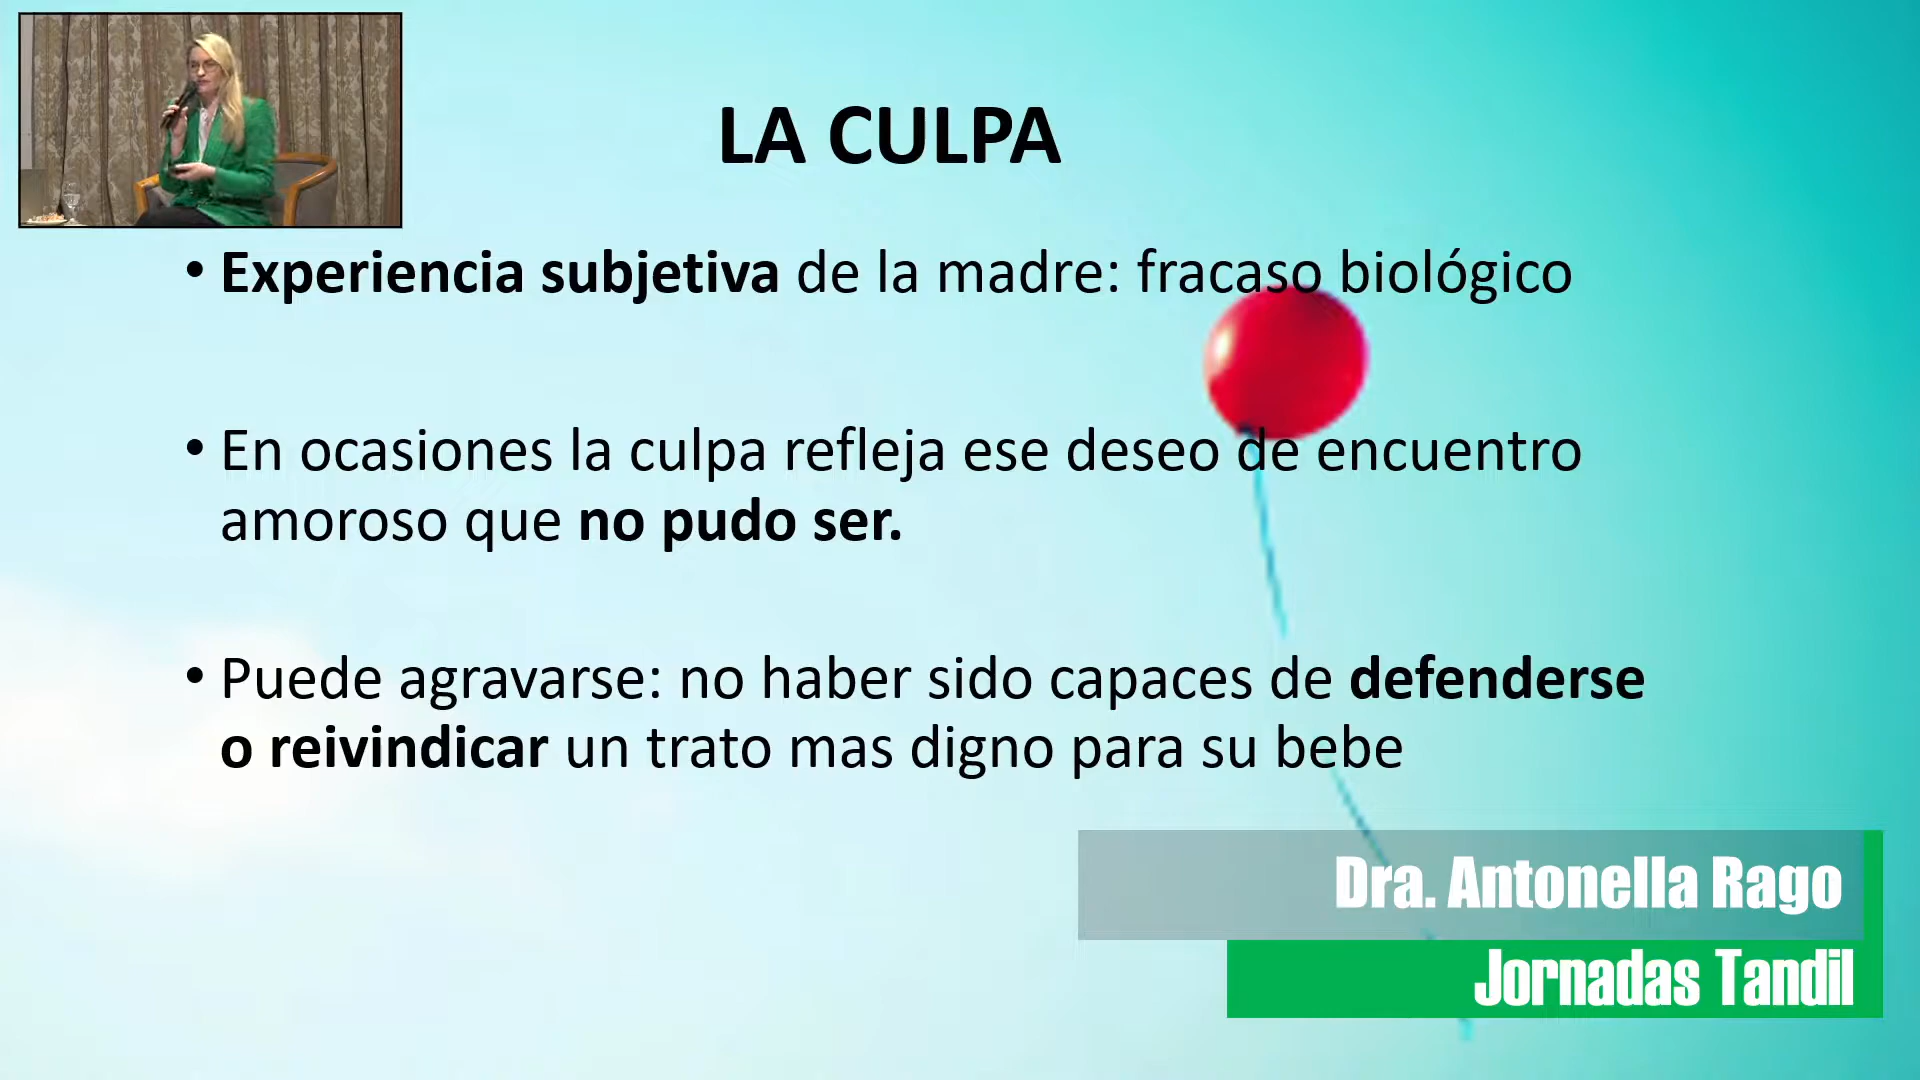 LA CULPA
• Experiencia subjetiva de la madre: fracaso biológico
• En ocasiones la culpa refleja ese deseo de encuentro
amoroso que no pudo ser.
• Puede agravarse: no haber sido capaces de defenderse
o reivindicar un trato mas digno para su bebe
Dra. Antonella Rago
Jornadas Tandil